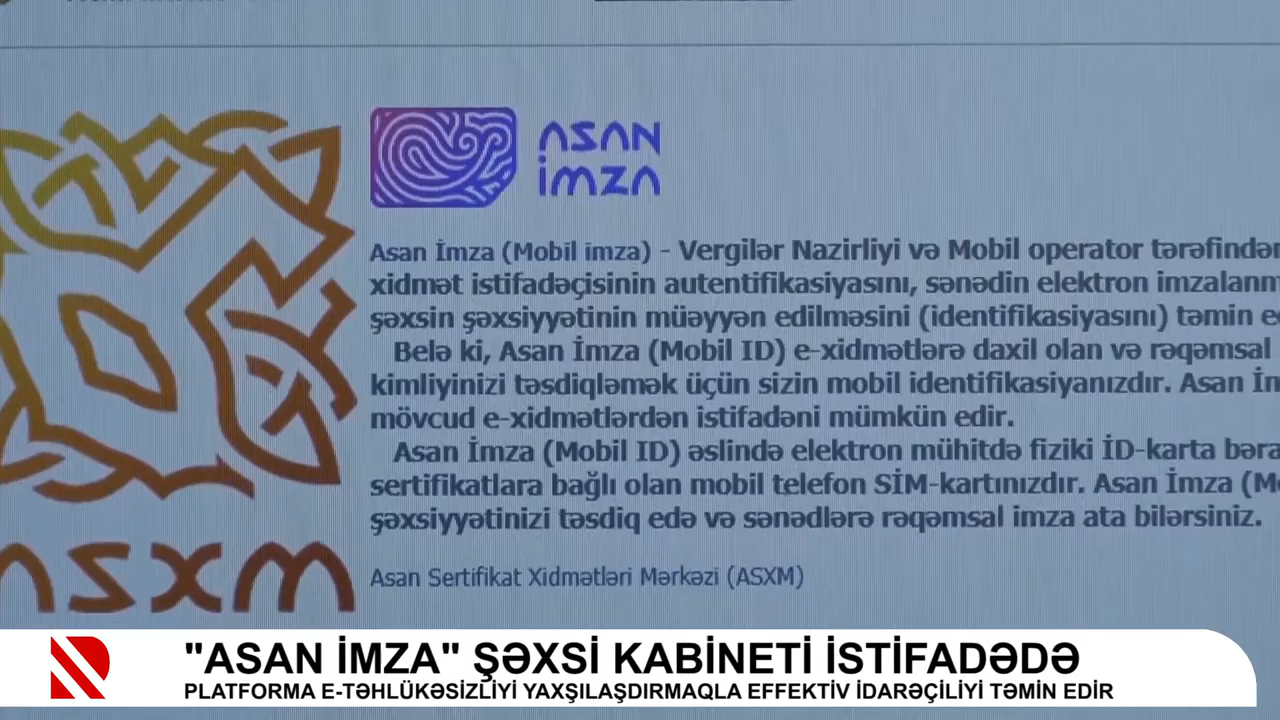 ASAN
İMZA
Asan İmza (Mobil imza) - Vergilər Nazirliyi və Mobil operator
xidmət istifadəçisinin autentifikasiyasını, sənədin elektron
şəxsin şəxsiyyətinin müəyyən edilməsini (identifikasiyasını) təmin
Belə ki, Asan İmza (Mobil ID) e-xidmətlərə daxil olan və rəqəmsal
kimliyinizi təsdiqləmək üçün sizin mobil identifikasiyanızdır. Asan
mövcud e-xidmətlərdən istifadəni mümkün edir.
Asan İmza (Mobil ID) əslində elektron mühitdə fiziki İD-karta
sertifikatlara bağlı olan mobil telefon SİM-kartınızdır. Asan İmza
şəxsiyyətinizi təsdiq edə və sənədlərə rəqəmsal imza ata bilərsiniz.
ASXM
Asan Sertifikat Xidmətləri Mərkəzi (ASXM)
"ASAN İMZA" ŞƏXSİ KABİNETİ İSTİFADƏDƏ
PLATFORMA E-TƏHLÜKƏSİZLİYİ YAXŞILAŞDIRMAQLA EFFEKTİV İDARƏÇİLİYİ TƏMİN EDİR